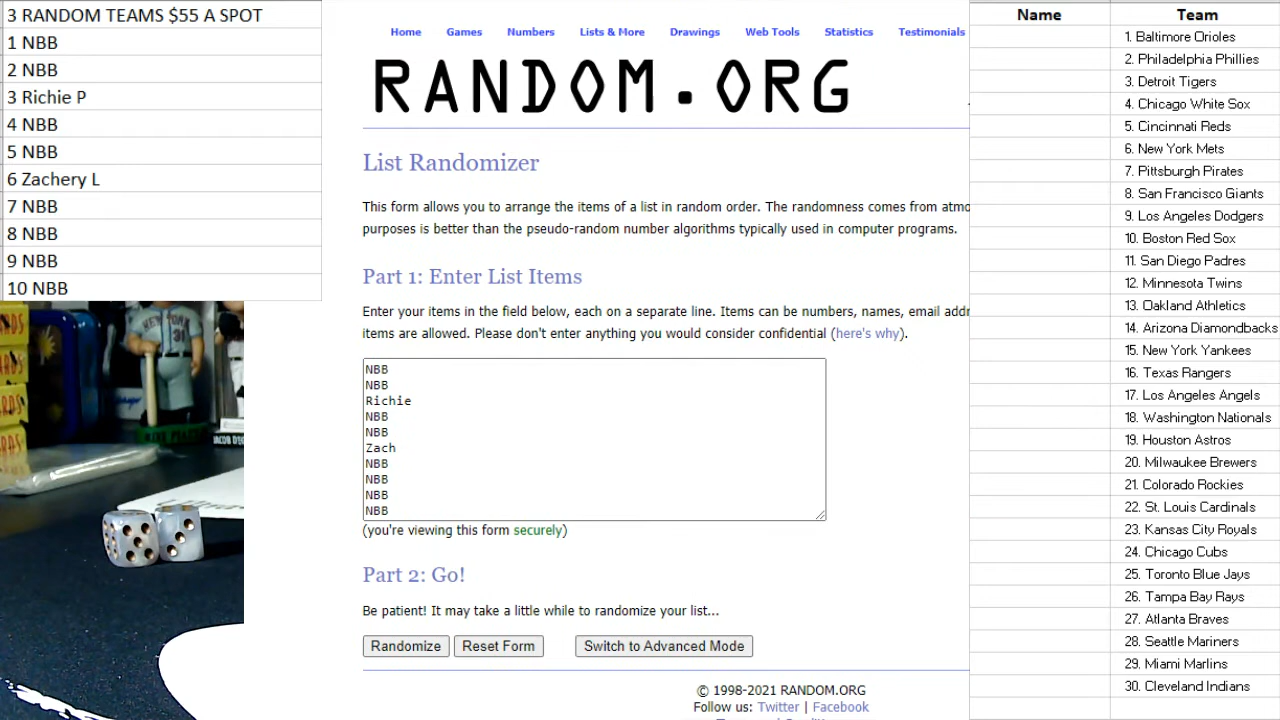 3 RANDOM TEAMS $55 A SPOT
1 NBB
2 NBB
3 Richie P
4 NBB
5 NBB
6 Zachery L
7 NBB
8 NBB
9 NBB
10 NBB
Home Games Numbers Lists & More Drawings Web Tools Statistics Testimonials
RANDOM.ORG
List Randomizer
This form allows you to arrange the items of a list in random order. The randomness comes from atmo
purposes is better than the pseudo-random number algorithms typically used in computer programs.
Part 1: Enter List Items
Enter your items in the field below, each on a separate line. Items can be numbers, names, email addr
items are allowed. Please don't enter anything you would consider confidential (here's why).
NBB
NBB
Richie
NBB
NBB
Zach
NBB
NBB
NBB
NBB
(you're viewing this form securely)
Part 2: Go!
Be patient! It may take a little while to randomize your list...
Randomize Reset Form Switch to Advanced Mode
© 1998-2021 RANDOM.ORG
Follow us: Twitter | Facebook
Name Team
1. Baltimore Orioles
2. Philadelphia Phillies
3. Detroit Tigers
4. Chicago White Sox
5. Cincinnati Reds
6. New York Mets
7. Pittsburgh Pirates
8. San Francisco Giants
9. Los Angeles Dodgers
10. Boston Red Sox
11. San Diego Padres
12. Minnesota Twins
13. Oakland Athletics
14. Arizona Diamondbacks
15. New York Yankees
16. Texas Rangers
17. Los Angeles Angels
18. Washington Nationals
19. Houston Astros
20. Milwaukee Brewers
21. Colorado Rockies
22. St. Louis Cardinals
23. Kansas City Royals
24. Chicago Cubs
25. Toronto Blue Jays
26. Tampa Bay Rays
27. Atlanta Braves
28. Seattle Mariners
29. Miami Marlins
30. Cleveland Indians
NEW YORK
31